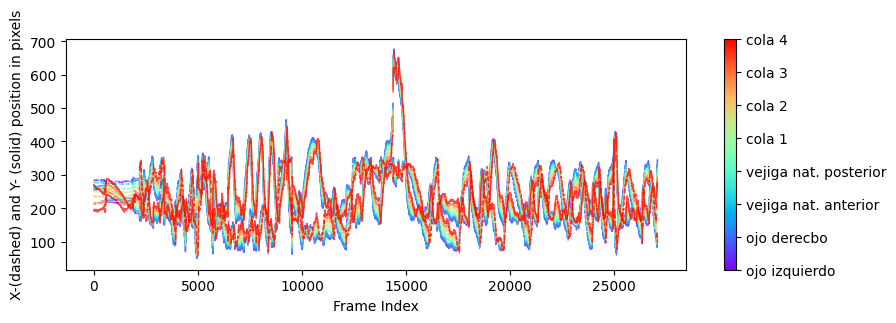 X-(dashed) and Y- (solid) position in pixels
700
600
500
400
300
200
100
0
5000
10000
15000
20000
25000
Frame Index
cola 4
cola 3
cola 2
cola 1
vejiga nat. posterior
vejiga nat. anterior
ojo derecbo
ojo izquierdo